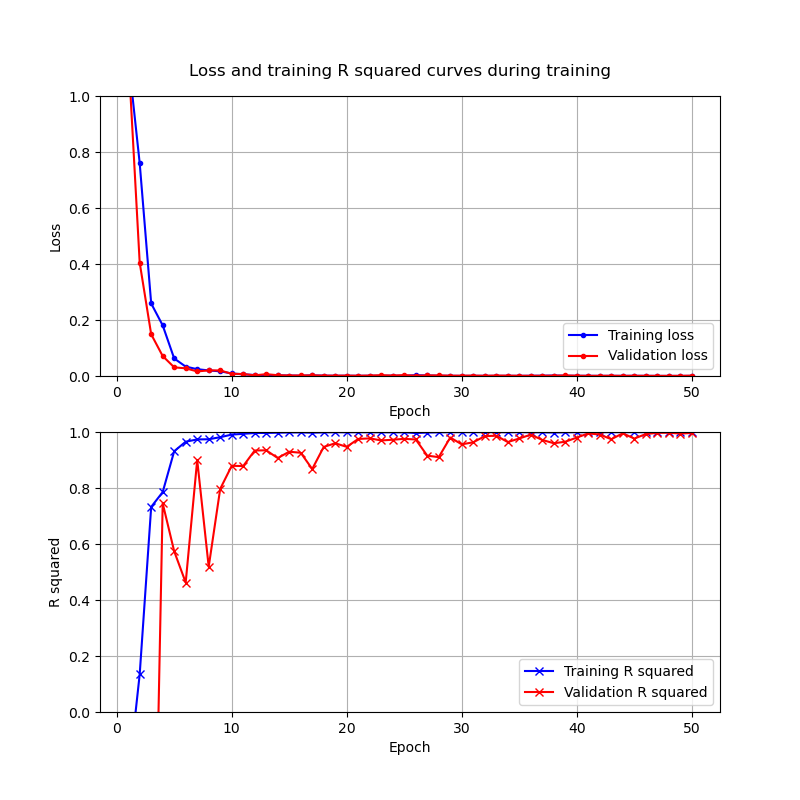 Loss and training R squared curves during training
1.0
0.8
0.6
0.4
0.2
0.0
Loss
Training loss
Validation loss
0 10 20 30 40 50
Epoch
1.0
0.8
0.6
0.4
0.2
0.0
R squared
Training R squared
Validation R squared
0 10 20 30 40 50
Epoch